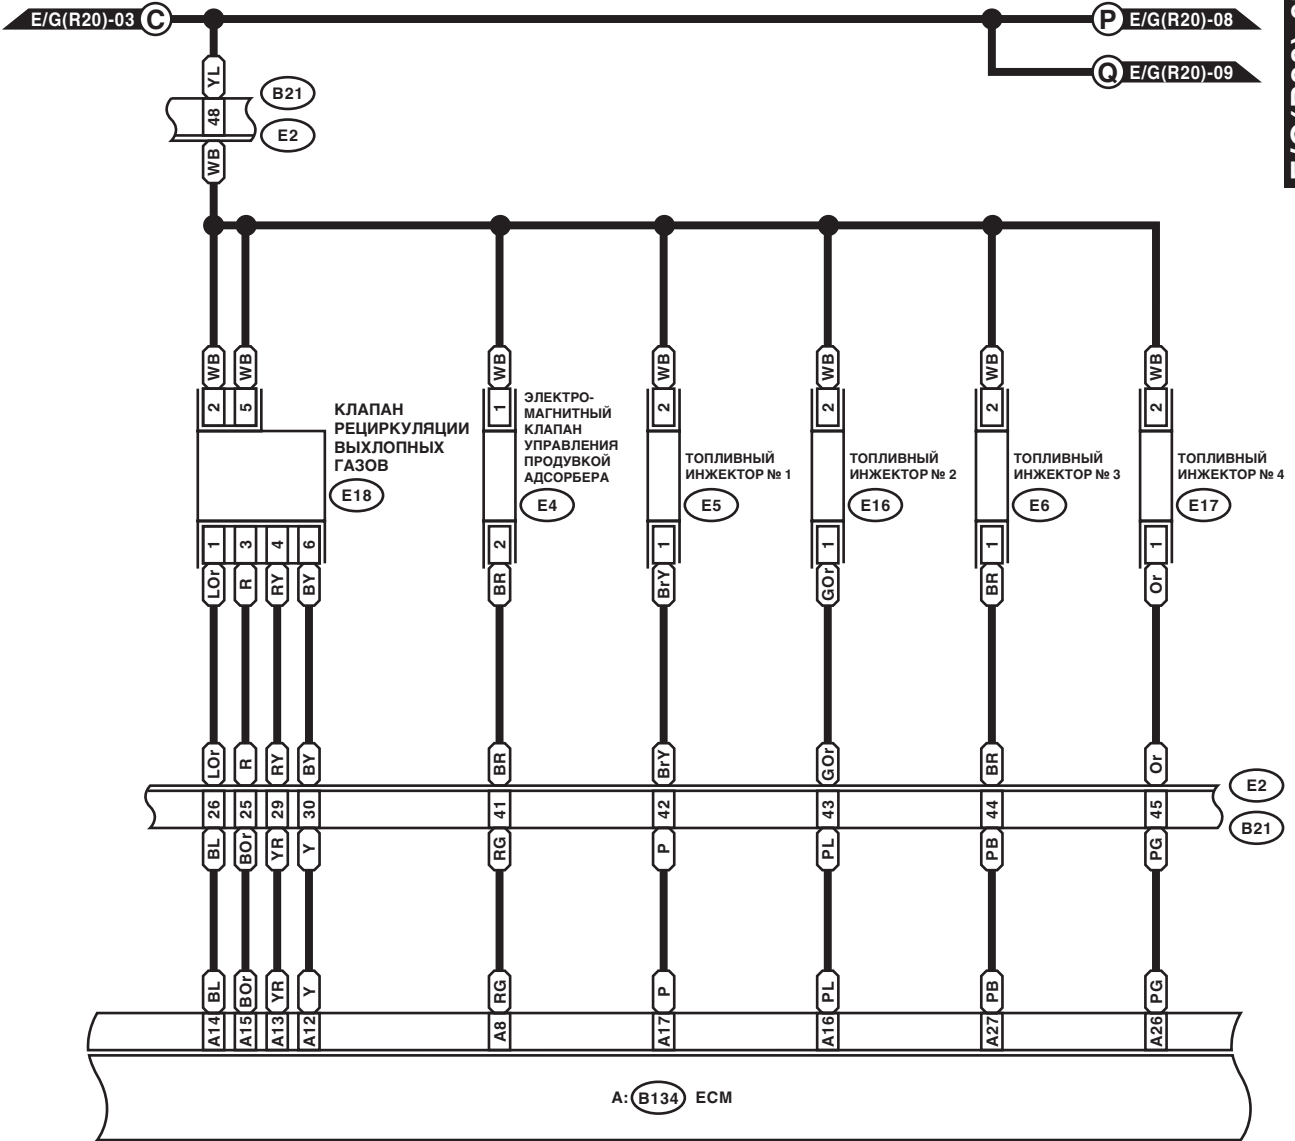 E/G(R20)-03 C
P E/G(R20)-08
Q E/G(R20)-09
YL
48
B21
E2
WB
WB WB WB WB WB WB WB
2 5 1 2 2 2 2
КЛАПАН
РЕЦИРКУЛЯЦИИ
ВЫХЛОПНЫХ
ГАЗОВ
E18
ЭЛЕКТРО-
МАГНИТНЫЙ
КЛАПАН
УПРАВЛЕНИЯ
ПРОДУВКОЙ
АДСОРБЕРА
E4
ТОПЛИВНЫЙ
ИНЖЕКТОР № 1
E5
ТОПЛИВНЫЙ
ИНЖЕКТОР № 2
E16
ТОПЛИВНЫЙ
ИНЖЕКТОР № 3
E6
ТОПЛИВНЫЙ
ИНЖЕКТОР № 4
E17
1 3 4 6 2 1 1 1 1
LOr R RY BY BR BrY GOr BR Or
LOr R RY BY BR BrY GOr BR Or
26 25 29 30 41 42 43 44 45
E2
B21
BL BOr YR Y RG P PL PB PG
BL BOr YR Y RG P PL PB PG
A14 A15 A13 A12 A8 A17 A16 A27 A26
A: B134 ECM